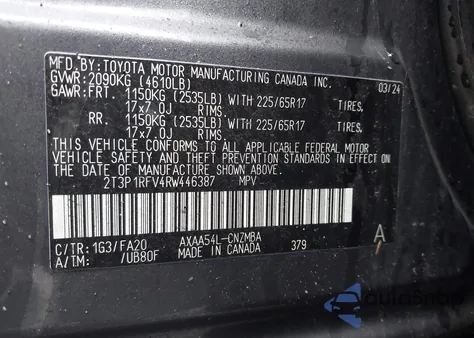 MFD.BY:TOYOTA MOTOR MANUFACTURING CANADA INC. 03/24
GVWR:2090KG (4610LB)
GAWR:FRT. 1150KG (2535LB) WITH 225/65R17 TIRES,
17x7.0J RIMS,
RR. 1150KG (2535LB) WITH 225/65R17 TIRES,
17x7.0J RIMS,
THIS VEHICLE CONFORMS TO ALL APPLICABLE FEDERAL MOTOR
VEHICLE SAFETY AND THEFT PREVENTION STANDARDS IN EFFECT ON
THE DATE OF MANUFACTURE SHOWN ABOVE.
2T3P1RFV4RW446387 MPV
C/TR:1G3/FA20 AXAA54L-CNZMBA A
A/TM: /UB80F MADE IN CANADA 379
autoSnap